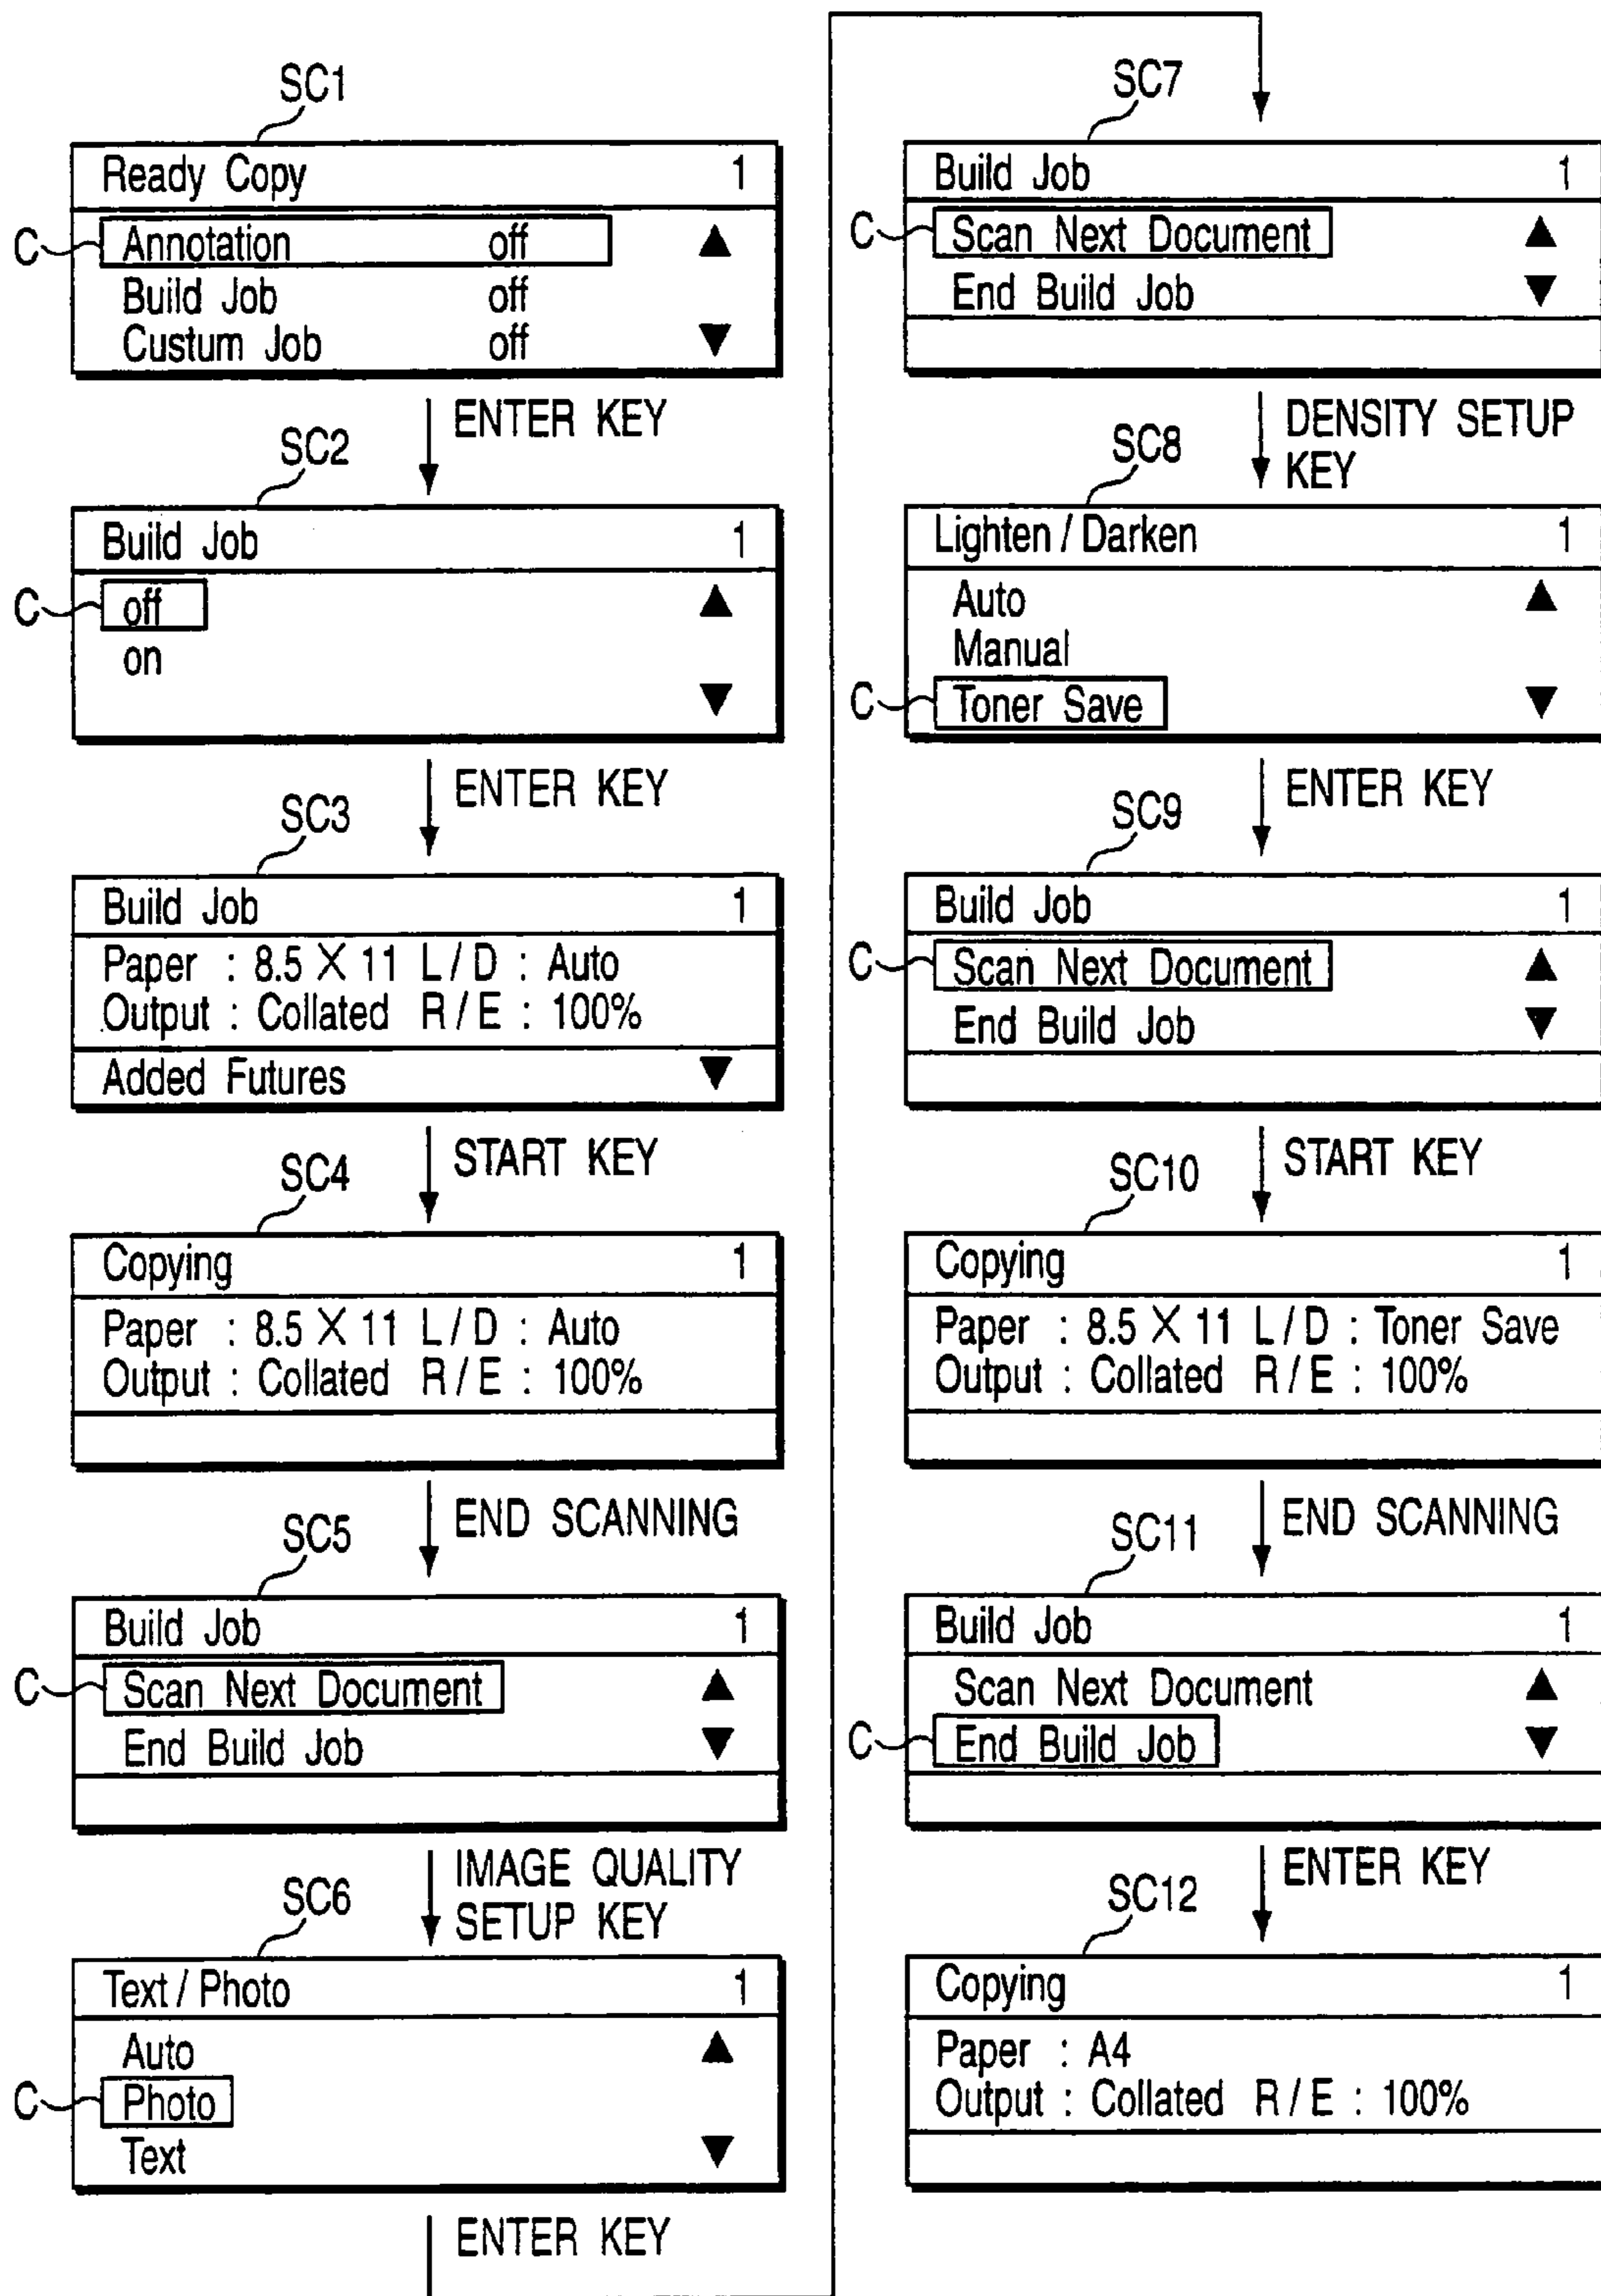 SC1
Ready Copy 1
C Annotation off ▲
Build Job off
Custum Job off ▼
ENTER KEY
SC2
Build Job 1
C off ▲
on
▼
ENTER KEY
SC3
Build Job 1
Paper : 8.5 X 11 L / D : Auto
Output : Collated R / E : 100%
Added Futures ▼
START KEY
SC4
Copying 1
Paper : 8.5 X 11 L / D : Auto
Output : Collated R / E : 100%
END SCANNING
SC5
Build Job 1
C Scan Next Document ▲
End Build Job ▼
IMAGE QUALITY
SETUP KEY
SC6
Text / Photo 1
Auto ▲
C Photo
Text ▼
ENTER KEY
SC7
Build Job 1
C Scan Next Document ▲
End Build Job ▼
DENSITY SETUP
KEY
SC8
Lighten / Darken 1
Auto ▲
Manual
C Toner Save ▼
ENTER KEY
SC9
Build Job 1
C Scan Next Document ▲
End Build Job ▼
START KEY
SC10
Copying 1
Paper : 8.5 X 11 L / D : Toner Save
Output : Collated R / E : 100%
END SCANNING
SC11
Build Job 1
Scan Next Document ▲
C End Build Job ▼
ENTER KEY
SC12
Copying 1
Paper : A4
Output : Collated R / E : 100%